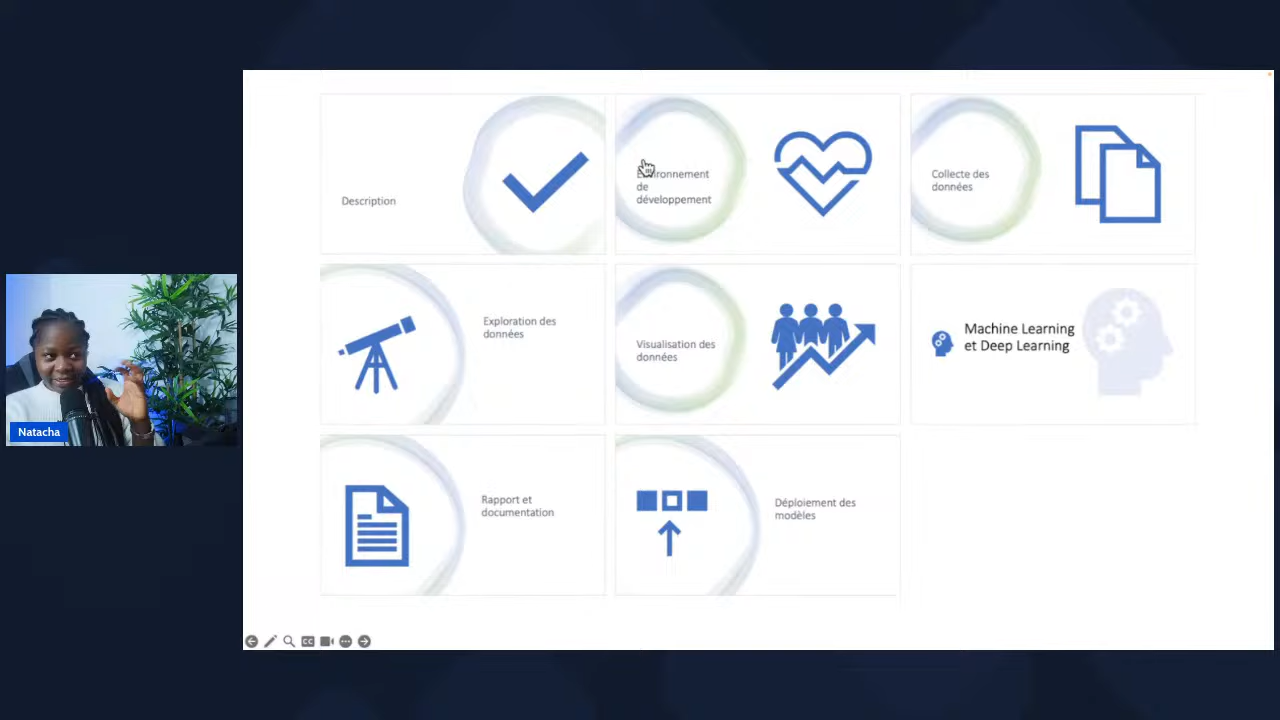 Description
Environnement
de
développement
Collecte des
données
Exploration des
données
Visualisation des
données
Machine Learning
et Deep Learning
Rapport et
documentation
Déploiement des
modèles
Natacha
CC